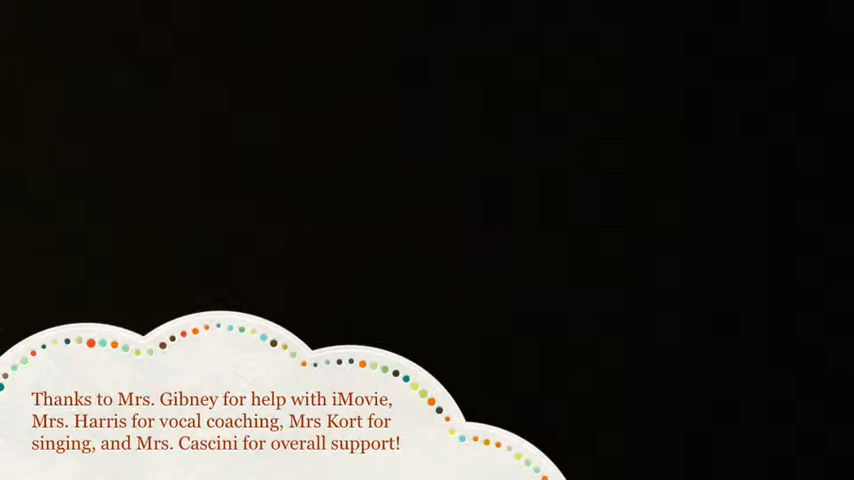 Thanks to Mrs. Gibney for help with iMovie,
Mrs. Harris for vocal coaching, Mrs Kort for
singing, and Mrs. Cascini for overall support!